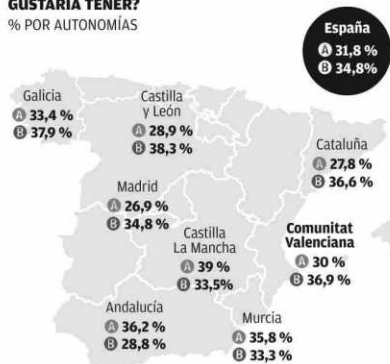 GUSTARÍA TENER?
% POR AUTONOMÍAS
España
A 31,8 %
B 34,8%
Galicia
A 33,4 %
B 37,9 %
Castilla
y León
A 28,9 %
B 38,3 %
Cataluña
A 27,8 %
B 36,6 %
Madrid
A 26,9 %
B 34,8 %
Castilla
La Mancha
A 39 %
B 33,5%
Comunitat
Valenciana
A 30 %
B 36,9 %
Andalucía
A 36,2 %
B 28,8 %
Murcia
A 35,8 %
B 33,3 %